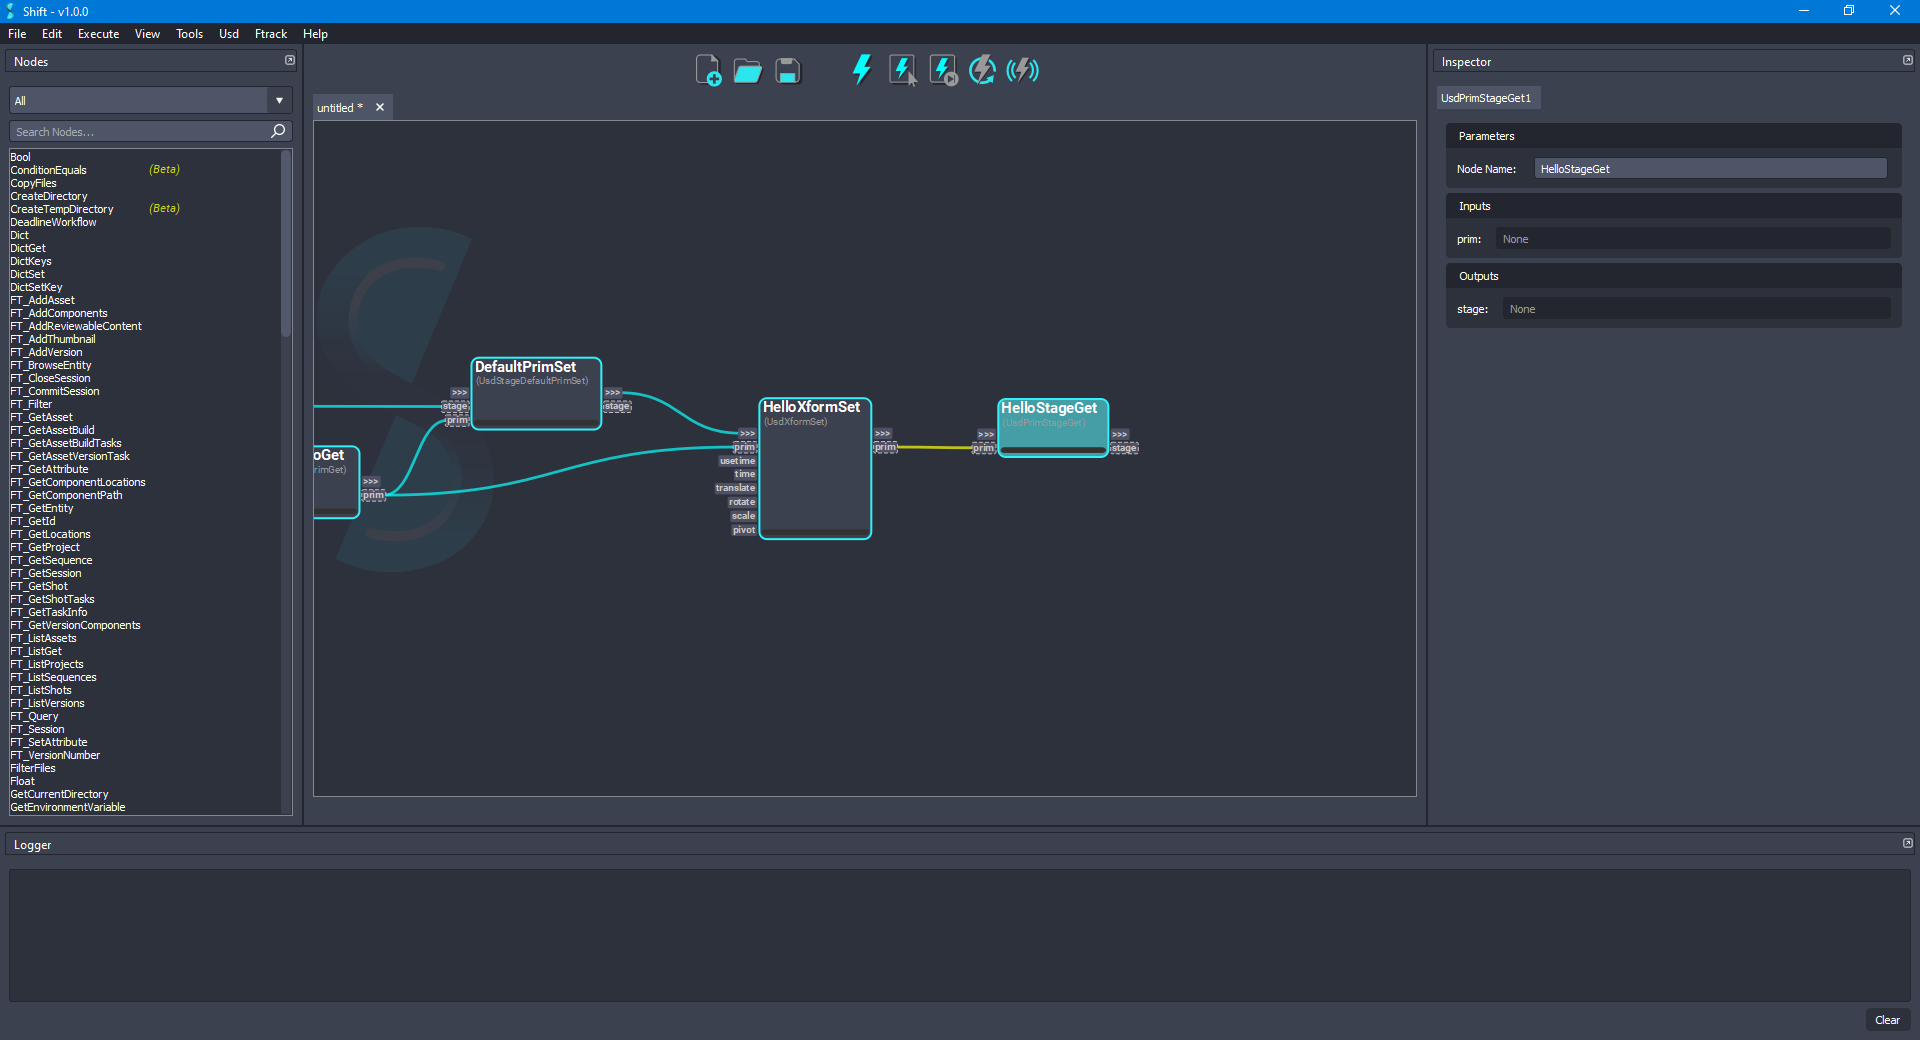 Shift - v1.0.0
File Edit Execute View Tools Usd Ftrack Help
Nodes
All
Search Nodes...
Bool
ConditionEquals (Beta)
CopyFiles
CreateDirectory
CreateTempDirectory (Beta)
DeadlineWorkflow
Dict
DictGet
DictKeys
DictSet
DictSetKey
FT_AddAsset
FT_AddComponents
FT_AddReviewableContent
FT_AddThumbnail
FT_AddVersion
FT_BrowseEntity
FT_CloseSession
FT_CommitSession
FT_Filter
FT_GetAsset
FT_GetAssetBuild
FT_GetAssetBuildTasks
FT_GetAssetVersionTask
FT_GetAttribute
FT_GetComponentLocations
FT_GetComponentPath
FT_GetEntity
FT_GetId
FT_GetLocations
FT_GetProject
FT_GetSequence
FT_GetSession
FT_GetShot
FT_GetShotTasks
FT_GetTaskInfo
FT_GetVersionComponents
FT_ListAssets
FT_ListGet
FT_ListProjects
FT_ListSequences
FT_ListShots
FT_ListVersions
FT_Query
FT_Session
FT_SetAttribute
FT_VersionNumber
FilterFiles
Float
GetCurrentDirectory
GetEnvironmentVariable
untitled *
oGet
rimGet)
>>>
prim
DefaultPrimSet
(UsdStageDefaultPrimSet)
>>> >>>
stage stage
prim
HelloXformSet
(UsdXformSet)
>>> >>>
prim prim
usetime
time
translate
rotate
scale
pivot
HelloStageGet
(UsdPrimStageGet)
>>> >>>
prim stage
Inspector
UsdPrimStageGet1
Parameters
Node Name: HelloStageGet
Inputs
prim: None
Outputs
stage: None
Logger
Clear